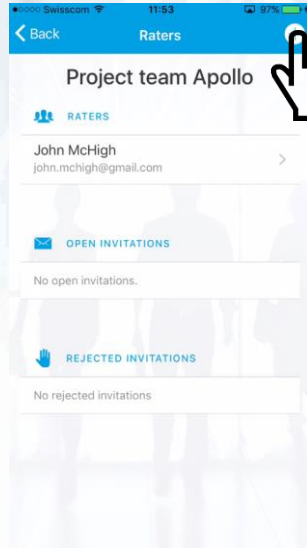 Swisscom 11:53 97%
Back Raters
Project team Apollo
RATERS
John McHigh
john.mchigh@gmail.com
OPEN INVITATIONS
No open invitations.
REJECTED INVITATIONS
No rejected invitations